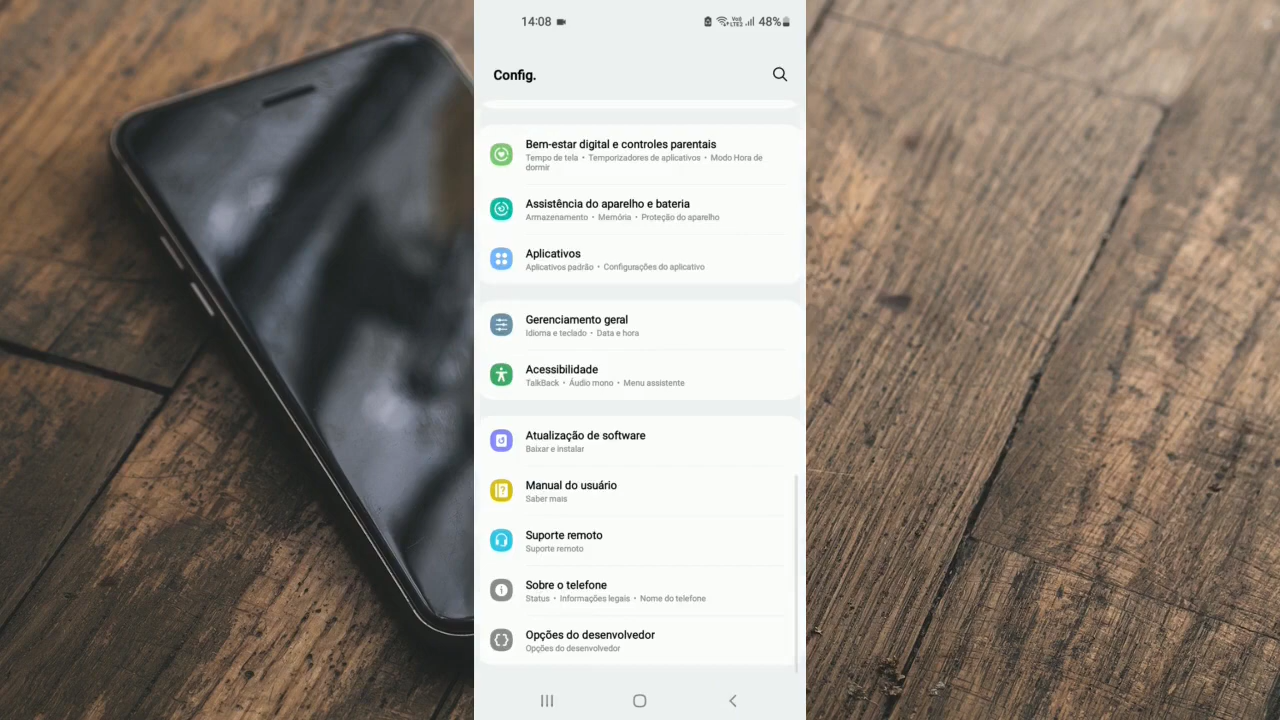 14:08
Vo) LTE2 48%
Config.
Bem-estar digital e controles parentais
Tempo de tela • Temporizadores de aplicativos • Modo Hora de
dormir
Assistência do aparelho e bateria
Armazenamento • Memória • Proteção do aparelho
Aplicativos
Aplicativos padrão • Configurações do aplicativo
Gerenciamento geral
Idioma e teclado • Data e hora
Acessibilidade
TalkBack • Áudio mono • Menu assistente
Atualização de software
Baixar e instalar
Manual do usuário
Saber mais
Suporte remoto
Suporte remoto
Sobre o telefone
Status • Informações legais • Nome do telefone
Opções do desenvolvedor
Opções do desenvolvedor